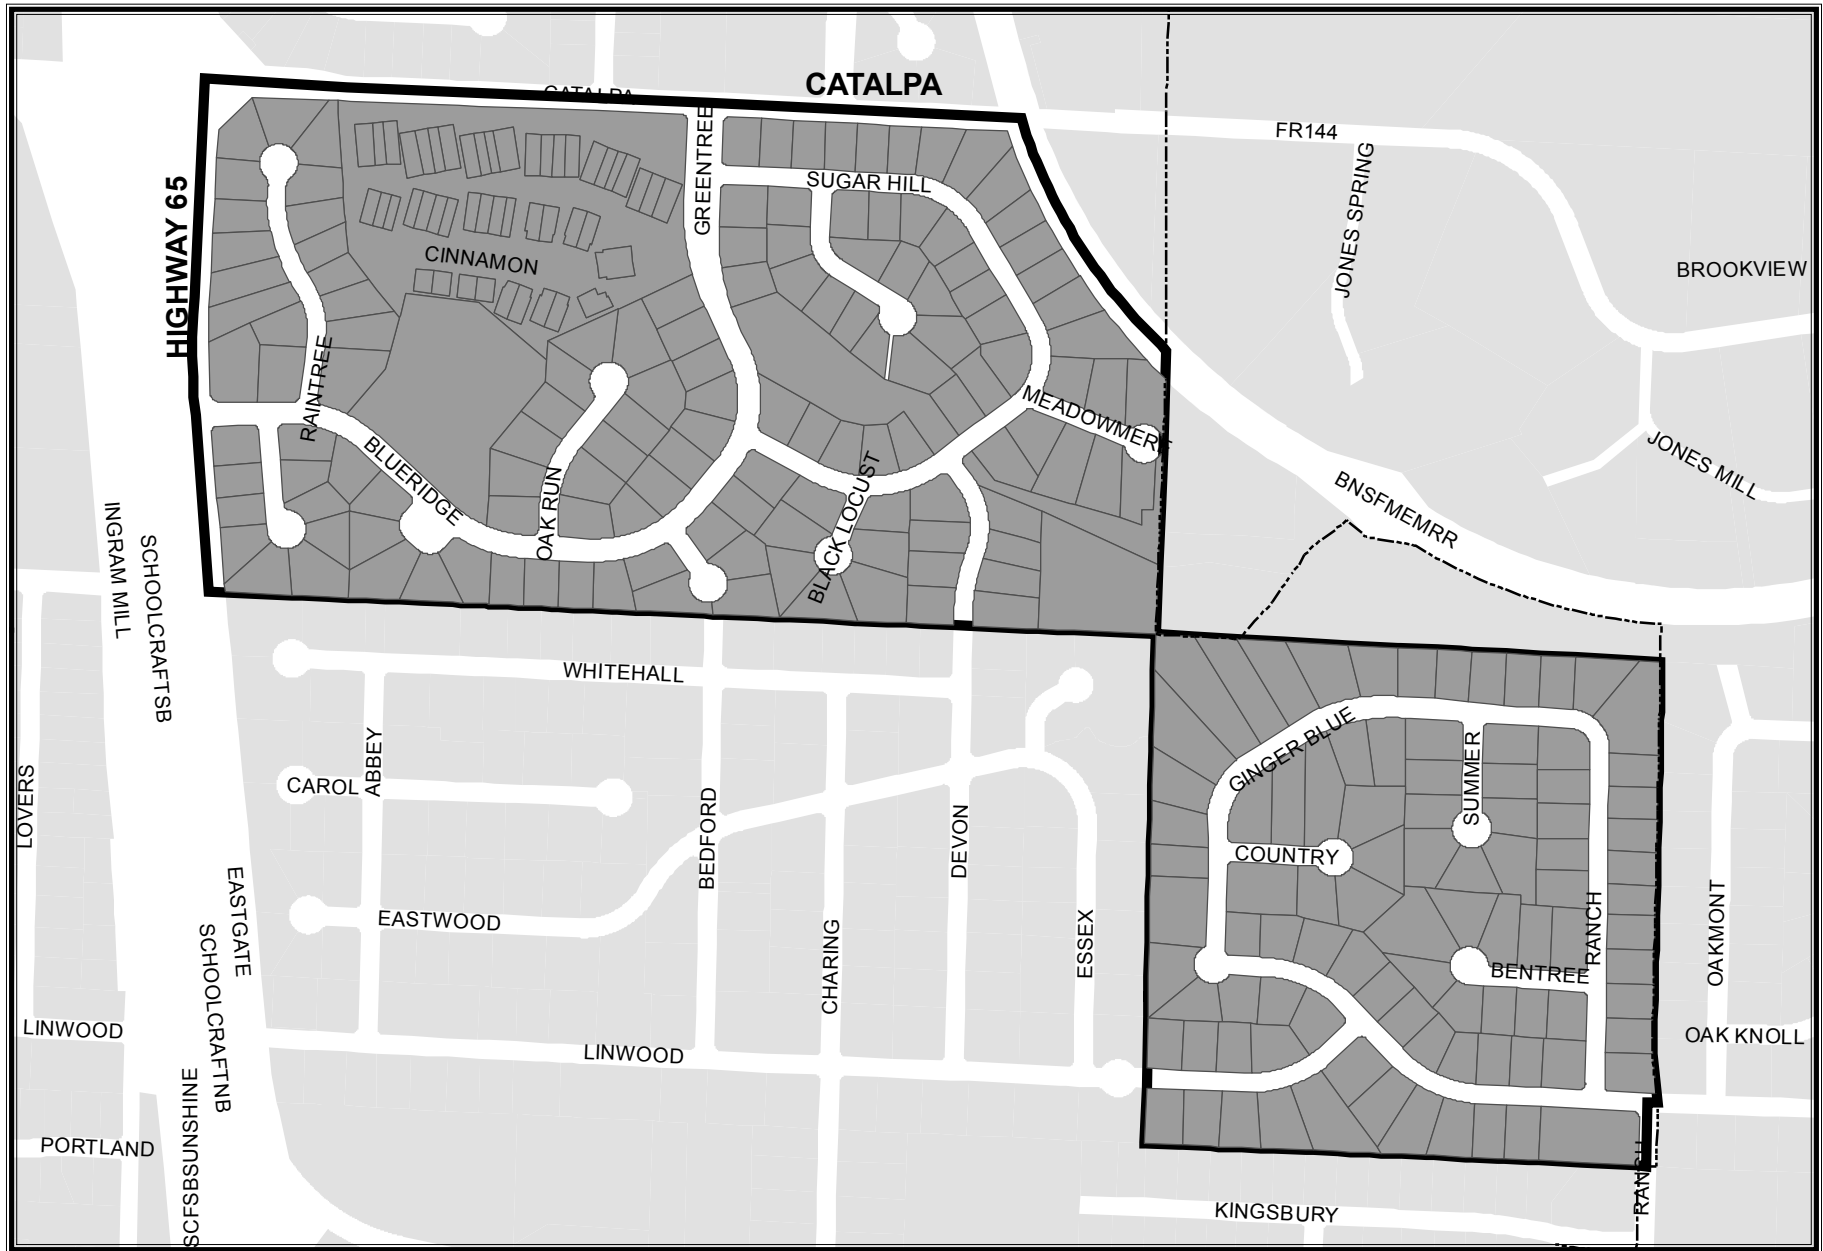 CATALPA
CATALPA
HIGHWAY 65
GREENTREE
SUGAR HILL
FR144
JONES SPRING
BROOKVIEW
CINNAMON
RAINTREE
BLUERIDGE
OAK RUN
BLACK LOCUST
MEADOWMERE
JONES MILL
BNSFMEMRR
INGRAM MILL
SCHOOLCRAFTSB
WHITEHALL
ABBEY
CAROL
LOVERS
BEDFORD
DEVON
EASTWOOD
CHARING
ESSEX
EASTGATE
SCHOOLCRAFTNB
GINGER BLUE
SUMMER
COUNTRY
RANCH
BENTREE
OAKMONT
OAK KNOLL
LINWOOD
LINWOOD
PORTLAND
SCFSBSUNSHINE
KINGSBURY
RANCH